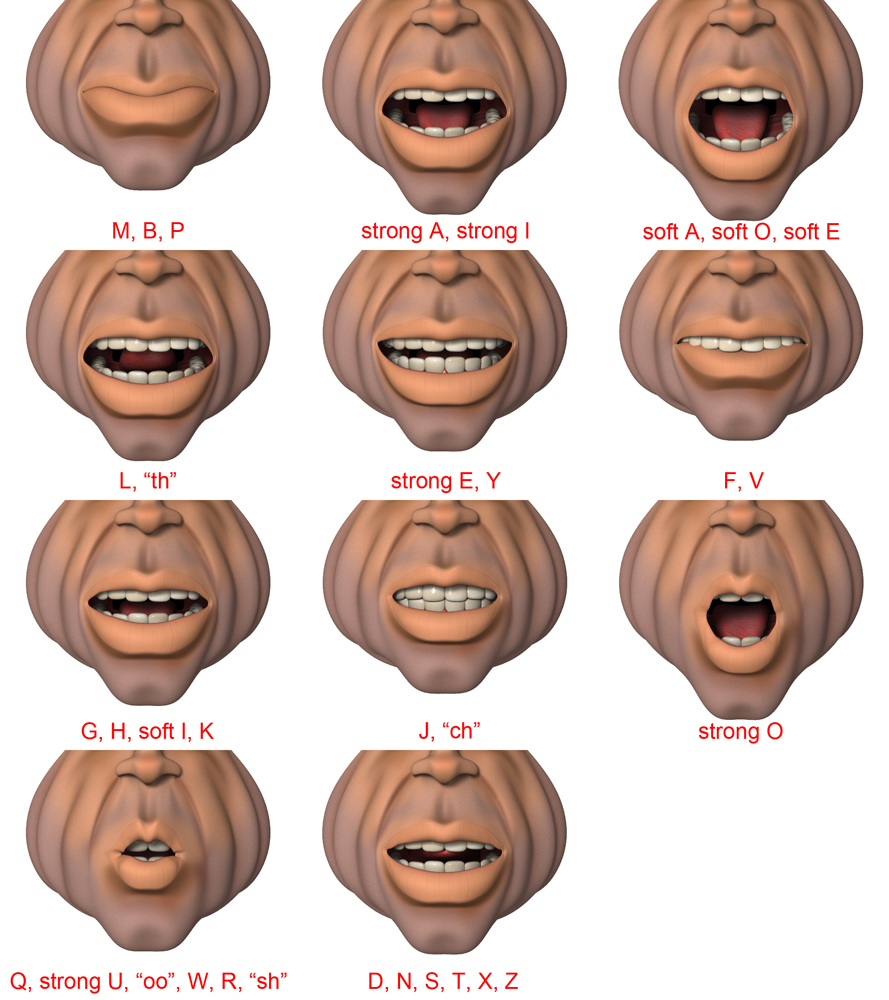 M, B, P
strong A, strong I
soft A, soft O, soft E
L, “th”
strong E, Y
F, V
G, H, soft I, K
J, “ch”
strong O
Q, strong U, “oo”, W, R, “sh”
D, N, S, T, X, Z